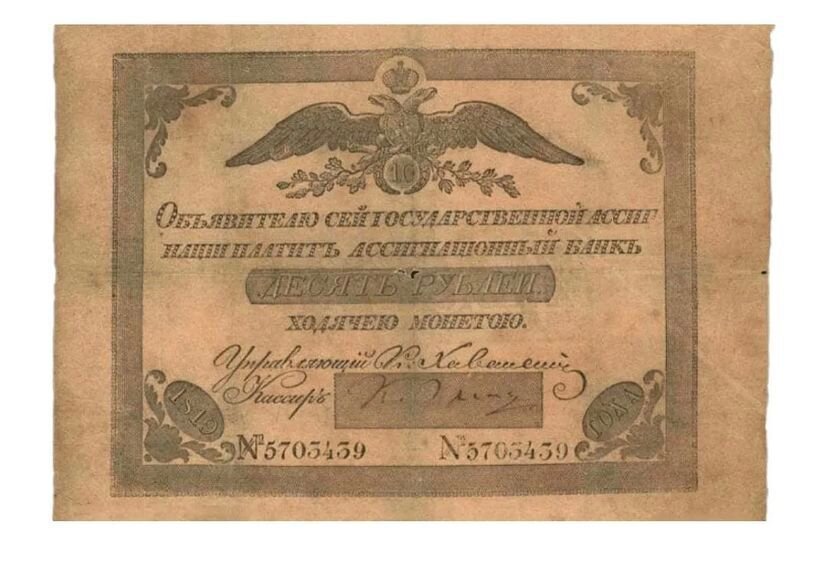 10
ОБЪЯВИТЕЛЮ СЕЙ ГОСУДАРСТВЕННОЙ АССИГ
НАЦІИ ПЛАТИТЪ АССИГНАЦІОННЫЙ БАНКЪ
ДЕСЯТЬ РУБЛЕЙ.
ХОДЯЧЕЮ МОНЕТОЮ.
Управляющій
Кассиръ
1819 ГОДА
№5703439 №5703439